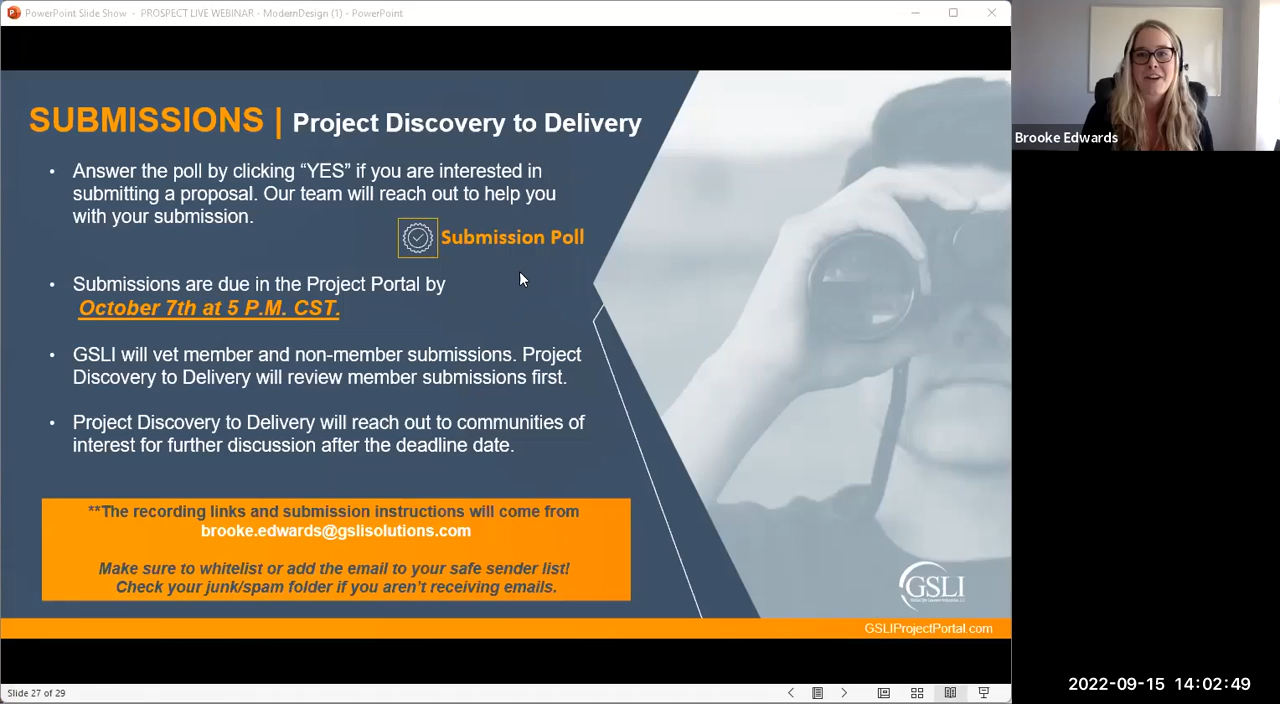 PowerPoint Slide Show - PROSPECT LIVE WEBINAR - ModernDesign (1) - PowerPoint
SUBMISSIONS | Project Discovery to Delivery
• Answer the poll by clicking “YES” if you are interested in
submitting a proposal. Our team will reach out to help you
with your submission.
Submission Poll
• Submissions are due in the Project Portal by
October 7th at 5 P.M. CST.
• GSLI will vet member and non-member submissions. Project
Discovery to Delivery will review member submissions first.
• Project Discovery to Delivery will reach out to communities of
interest for further discussion after the deadline date.
**The recording links and submission instructions will come from
brooke.edwards@gslisolutions.com
Make sure to whitelist or add the email to your safe sender list!
Check your junk/spam folder if you aren’t receiving emails.
GSLI
GSLIProjectPortal.com
Slide 27 of 29
Brooke Edwards
2022-09-15 14:02:49